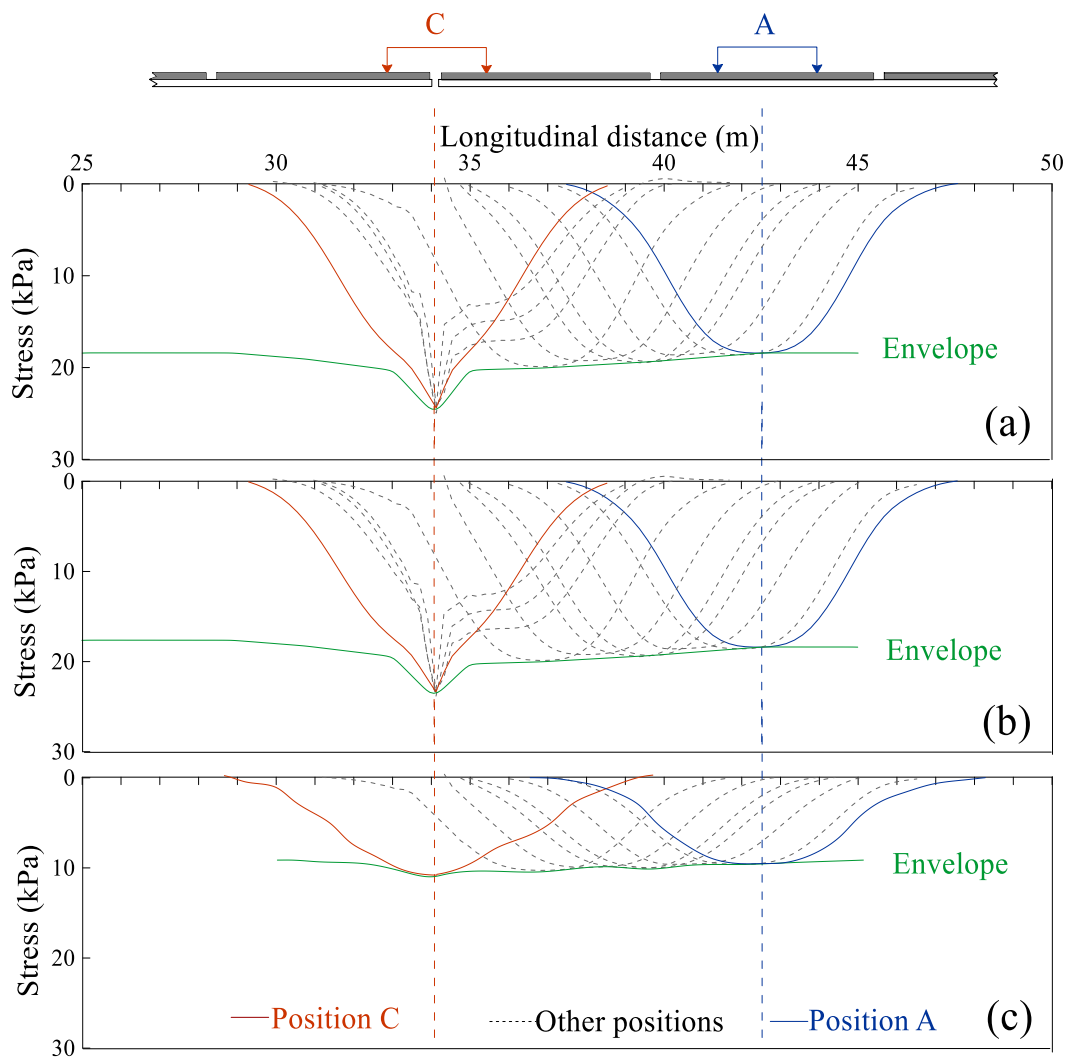 C A
Longitudinal distance (m)
25 30 35 40 45 50
0
10
20
30
Stress (kPa)
Envelope
(a)
0
10
20
30
Stress (kPa)
Envelope
(b)
0
10
20
30
Stress (kPa)
Envelope
Position C Other positions Position A
(c)